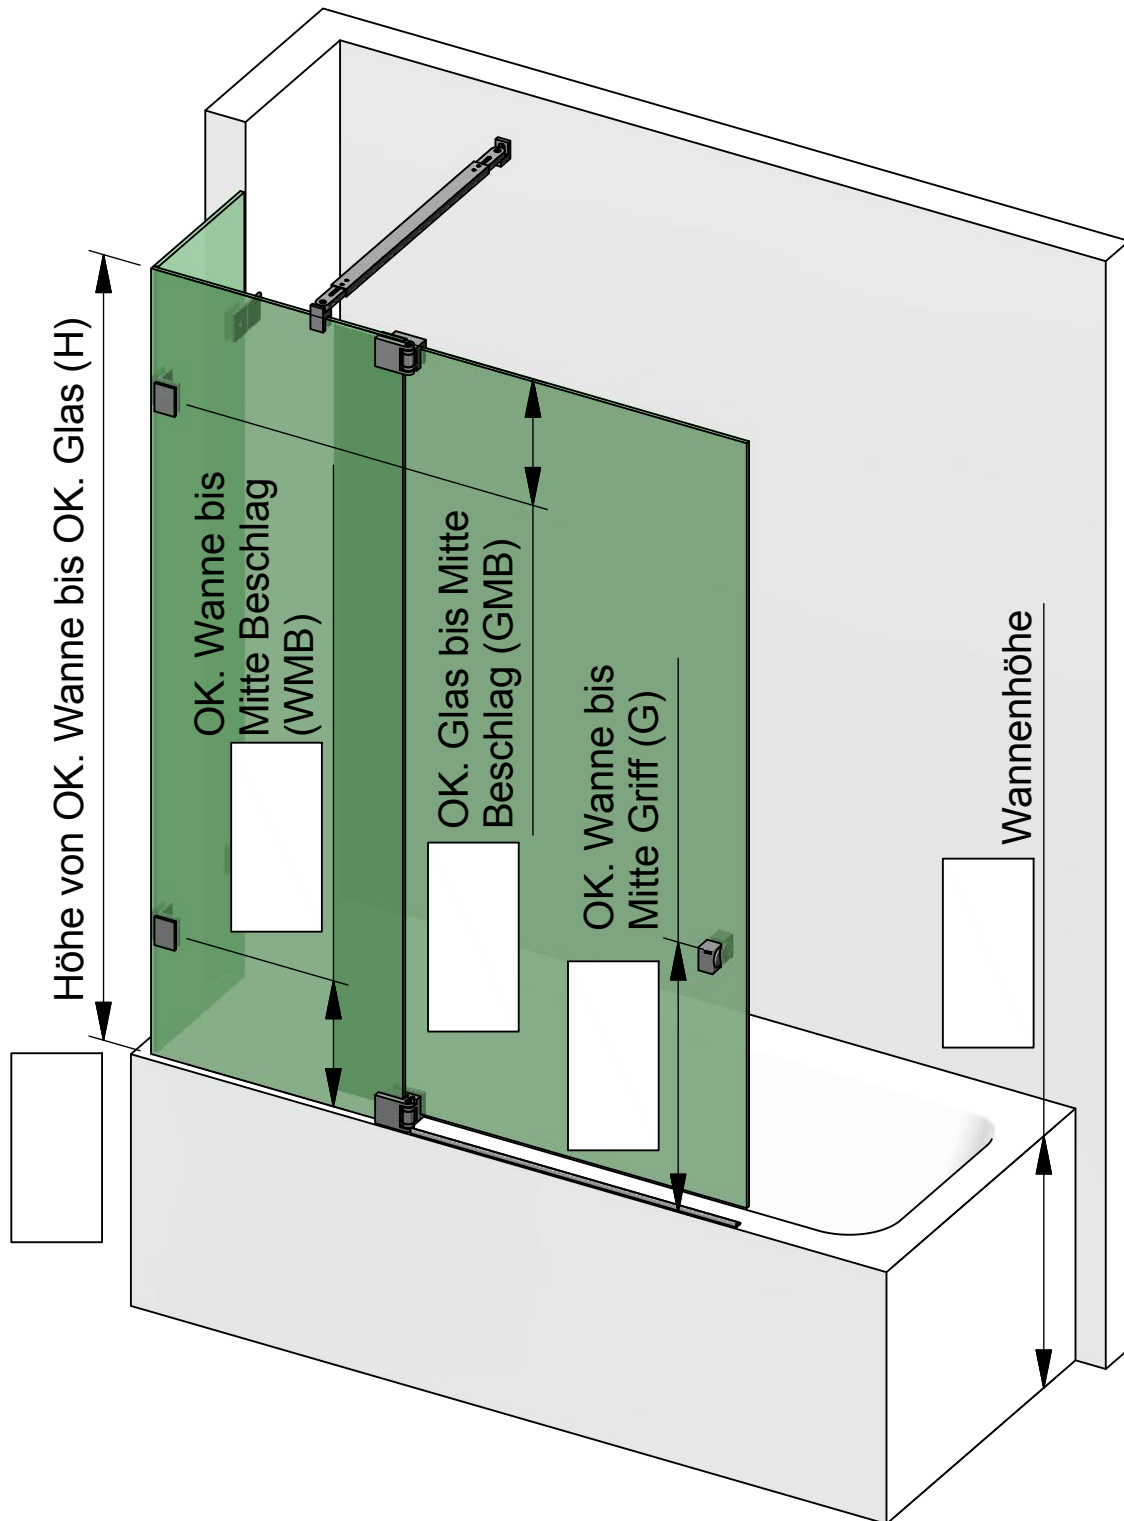 Höhe von OK. Wanne bis OK. Glas (H)
OK. Wanne bis
Mitte Beschlag
(WMB)
OK. Glas bis Mitte
Beschlag (GMB)
OK. Wanne bis
Mitte Griff (G)
Wannenhöhe